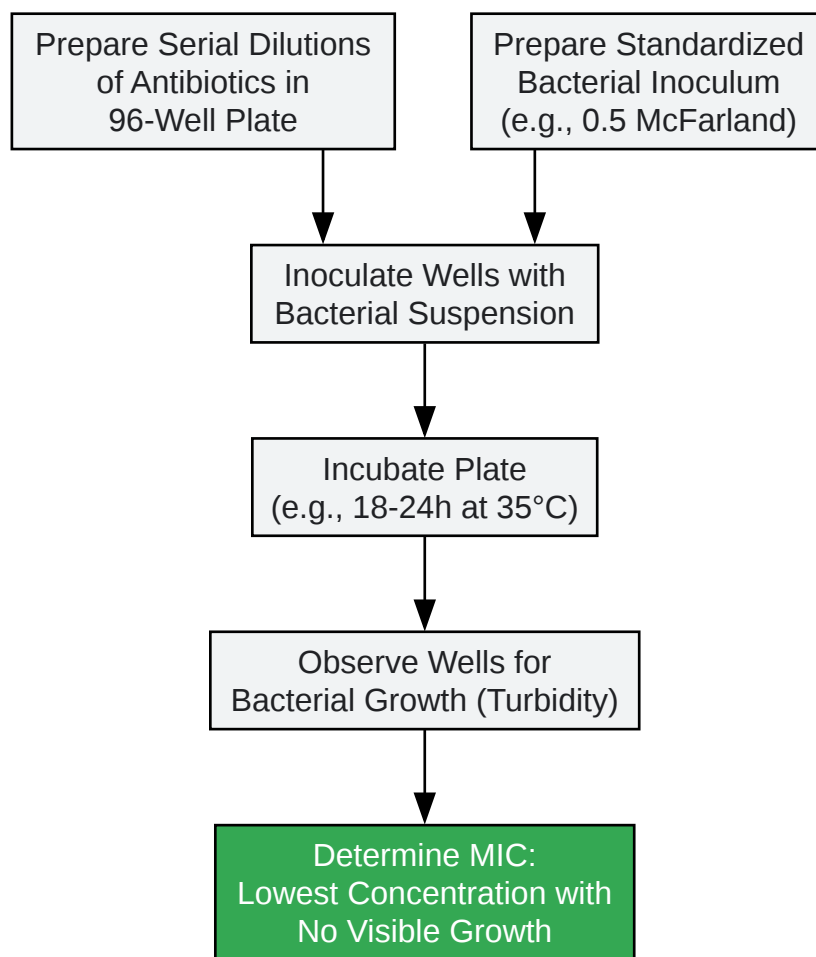 Prepare Serial Dilutions
of Antibiotics in
96-Well Plate
Prepare Standardized
Bacterial Inoculum
(e.g., 0.5 McFarland)
Inoculate Wells with
Bacterial Suspension
Incubate Plate
(e.g., 18-24h at 35°C)
Observe Wells for
Bacterial Growth (Turbidity)
Determine MIC:
Lowest Concentration with
No Visible Growth